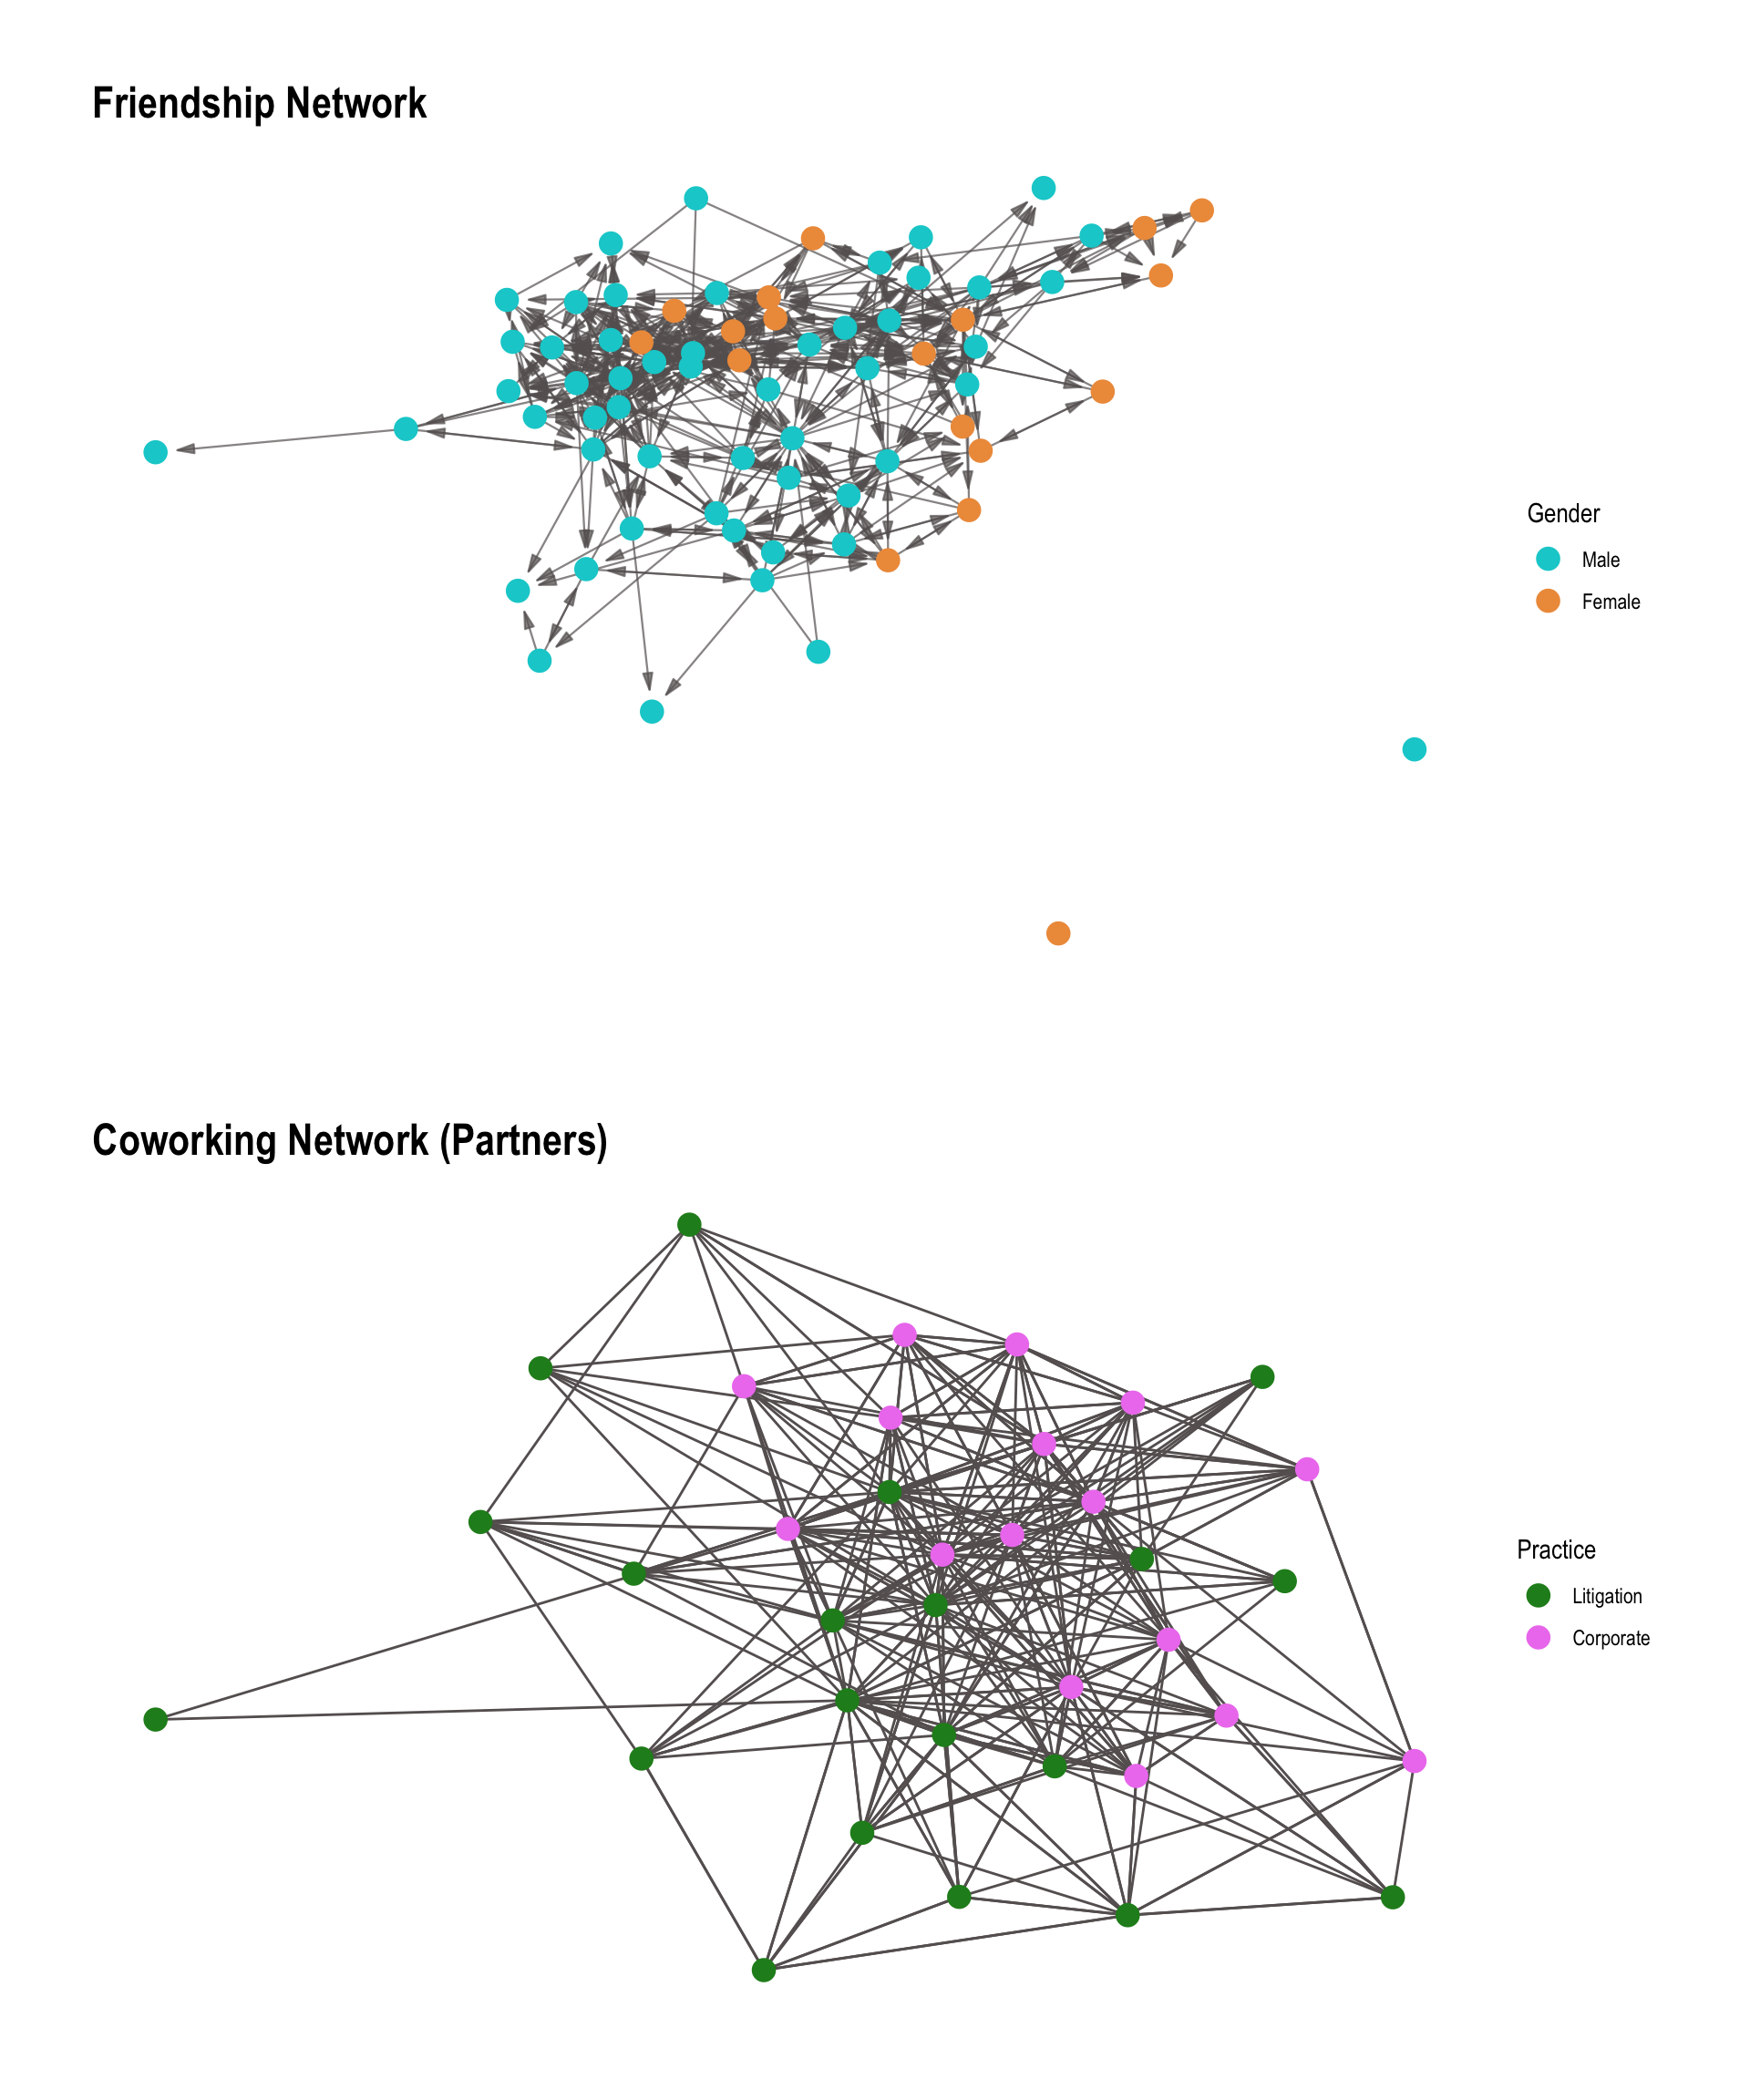 Friendship Network
Gender
Male
Female
Coworking Network (Partners)
Practice
Litigation
Corporate